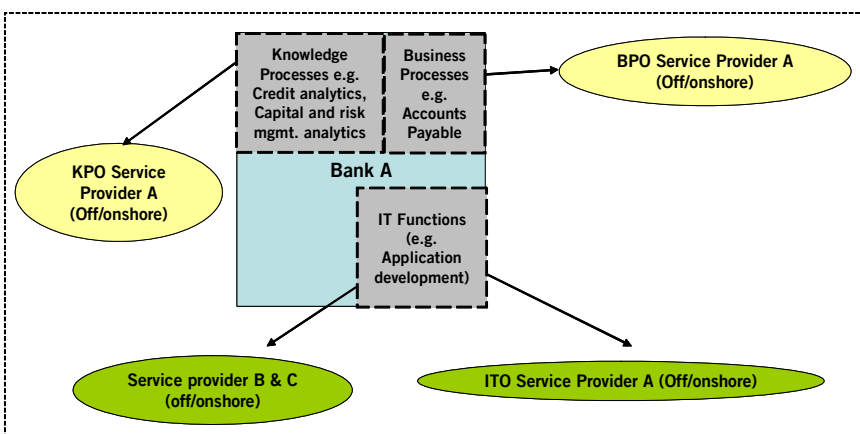 Knowledge
Processes e.g.
Credit analytics,
Capital and risk
mgmt. analytics
Business
Processes
e.g.
Accounts
Payable
BPO Service Provider A
(Off/onshore)
KPO Service
Provider A
(Off/onshore)
Bank A
IT Functions
(e.g.
Application
development)
Service provider B & C
(off/onshore)
ITO Service Provider A (Off/onshore)